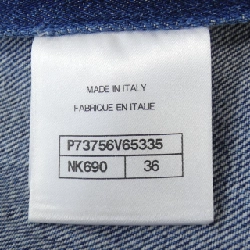 MADE IN ITALY
FABRIQUE EN ITALIE
P73756V65335
NK690 36